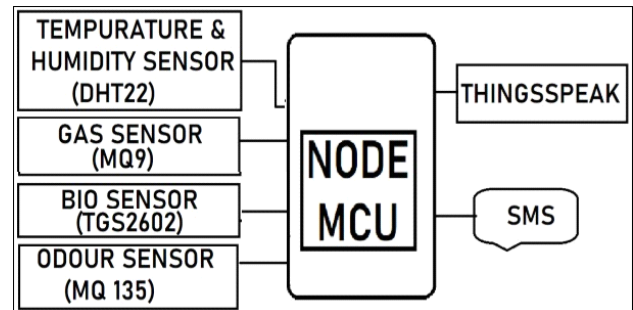 TEMPURATURE &
HUMIDITY SENSOR
(DHT22)
GAS SENSOR
(MQ9)
BIO SENSOR
(TGS2602)
ODOUR SENSOR
(MQ 135)
NODE
MCU
THINGSSPEAK
SMS